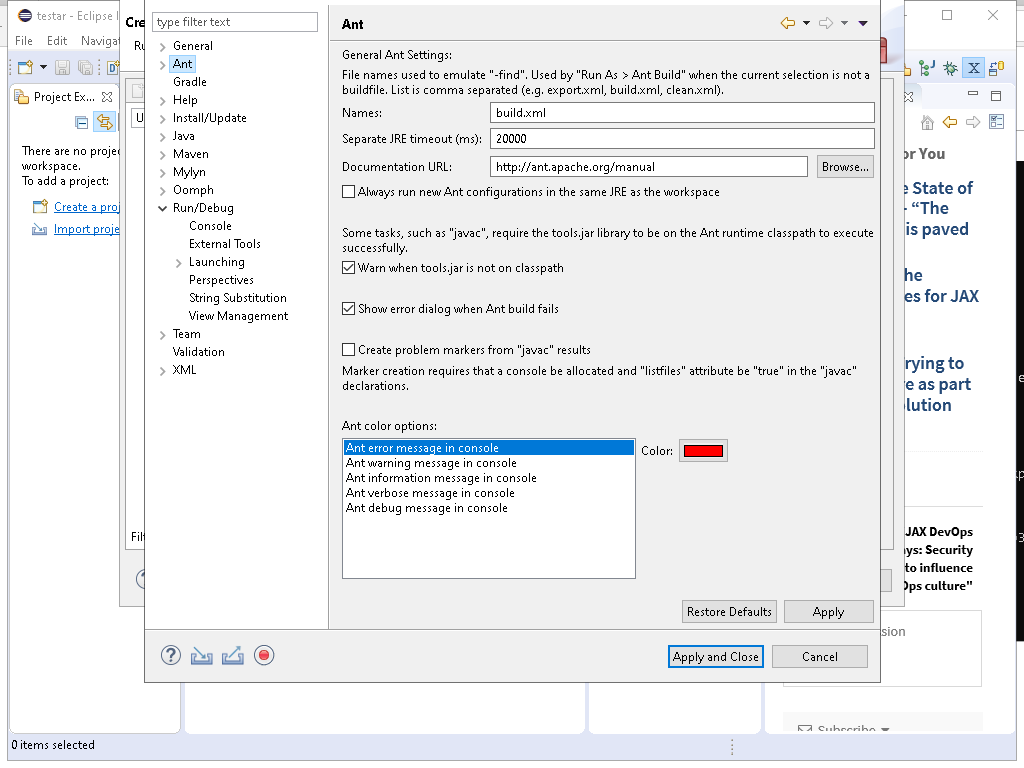 testar - Eclipse I
Cre
File Edit Navigat
Ru
Project Ex...
There are no projec
workspace.
To add a project:
Create a proj
Import proje
U
Filt
type filter text
General
Ant
Gradle
Help
Install/Update
Java
Maven
Mylyn
Oomph
Run/Debug
Console
External Tools
Launching
Perspectives
String Substitution
View Management
Team
Validation
XML
Ant
General Ant Settings:
File names used to emulate "-find". Used by "Run As > Ant Build" when the current selection is not a
buildfile. List is comma separated (e.g. export.xml, build.xml, clean.xml).
Names: build.xml
Separate JRE timeout (ms): 20000
Documentation URL: http://ant.apache.org/manual Browse...
Always run new Ant configurations in the same JRE as the workspace
Some tasks, such as "javac", require the tools.jar library to be on the Ant runtime classpath to execute
successfully.
Warn when tools.jar is not on classpath
Show error dialog when Ant build fails
Create problem markers from "javac" results
Marker creation requires that a console be allocated and "listfiles" attribute be "true" in the "javac"
declarations.
Ant color options:
Ant error message in console
Ant warning message in console
Ant information message in console
Ant verbose message in console
Ant debug message in console
Color:
Restore Defaults Apply
Apply and Close Cancel
or You
e State of
- “The
is paved
he
es for JAX
rying to
e as part
olution
JAX DevOps
ys: Security
to influence
Ops culture"
sion
Subscribe
0 items selected